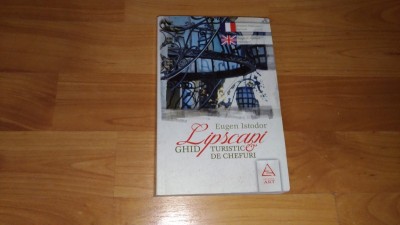 Eugen Istodor
Lipscani
GHID TURISTIC &
DE CHEFURI
ART